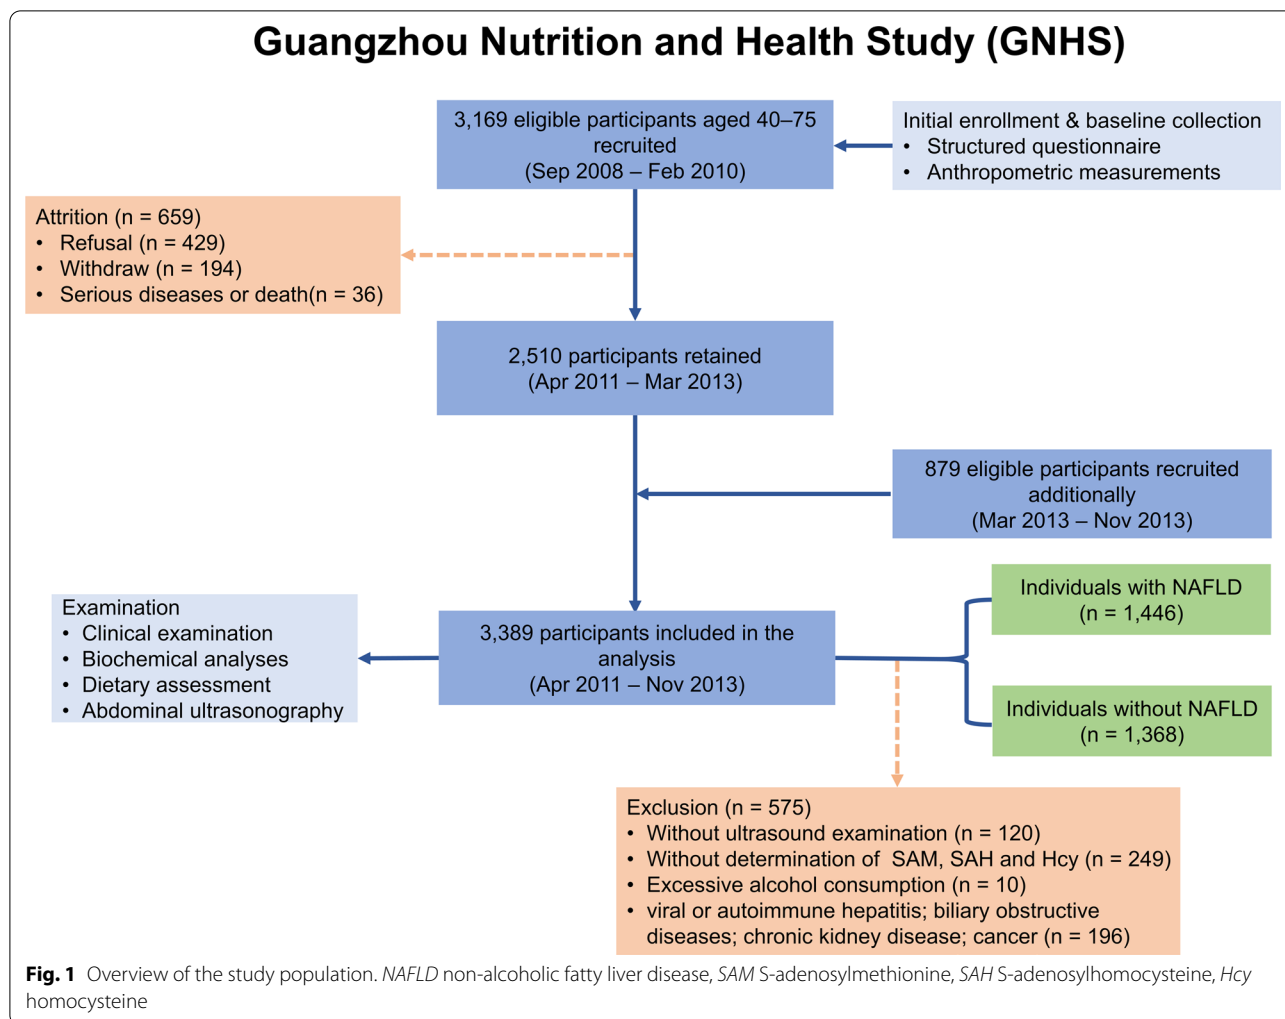 Guangzhou Nutrition and Health Study (GNHS)
3,169 eligible participants aged 40–75
recruited
(Sep 2008 – Feb 2010)
Initial enrollment & baseline collection
• Structured questionnaire
• Anthropometric measurements
Attrition (n = 659)
• Refusal (n = 429)
• Withdraw (n = 194)
• Serious diseases or death(n = 36)
2,510 participants retained
(Apr 2011 – Mar 2013)
879 eligible participants recruited
additionally
(Mar 2013 – Nov 2013)
Examination
• Clinical examination
• Biochemical analyses
• Dietary assessment
• Abdominal ultrasonography
3,389 participants included in the
analysis
(Apr 2011 – Nov 2013)
Individuals with NAFLD
(n = 1,446)
Individuals without NAFLD
(n = 1,368)
Exclusion (n = 575)
• Without ultrasound examination (n = 120)
• Without determination of SAM, SAH and Hcy (n = 249)
• Excessive alcohol consumption (n = 10)
• viral or autoimmune hepatitis; biliary obstructive
diseases; chronic kidney disease; cancer (n = 196)
Fig. 1 Overview of the study population. NAFLD non-alcoholic fatty liver disease, SAM S-adenosylmethionine, SAH S-adenosylhomocysteine, Hcy
homocysteine